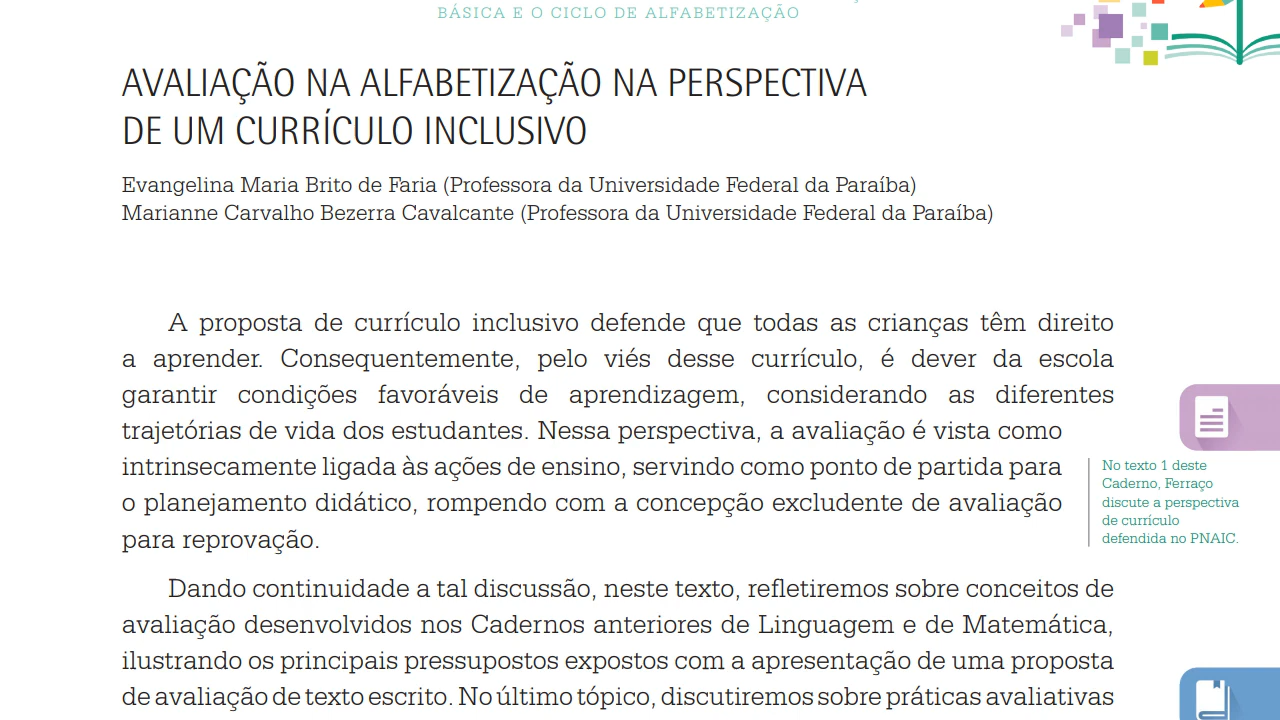 BÁSICA E O CICLO DE ALFABETIZAÇÃO
AVALIAÇÃO NA ALFABETIZAÇÃO NA PERSPECTIVA
DE UM CURRÍCULO INCLUSIVO
Evangelina Maria Brito de Faria (Professora da Universidade Federal da Paraíba)
Marianne Carvalho Bezerra Cavalcante (Professora da Universidade Federal da Paraíba)
A proposta de currículo inclusivo defende que todas as crianças têm direito
a aprender. Consequentemente, pelo viés desse currículo, é dever da escola
garantir condições favoráveis de aprendizagem, considerando as diferentes
trajetórias de vida dos estudantes. Nessa perspectiva, a avaliação é vista como
intrinsecamente ligada às ações de ensino, servindo como ponto de partida para
o planejamento didático, rompendo com a concepção excludente de avaliação
para reprovação.
No texto 1 deste
Caderno, Ferraço
discute a perspectiva
de currículo
defendida no PNAIC.
Dando continuidade a tal discussão, neste texto, refletiremos sobre conceitos de
avaliação desenvolvidos nos Cadernos anteriores de Linguagem e de Matemática,
ilustrando os principais pressupostos expostos com a apresentação de uma proposta
de avaliação de texto escrito. No último tópico, discutiremos sobre práticas avaliativas